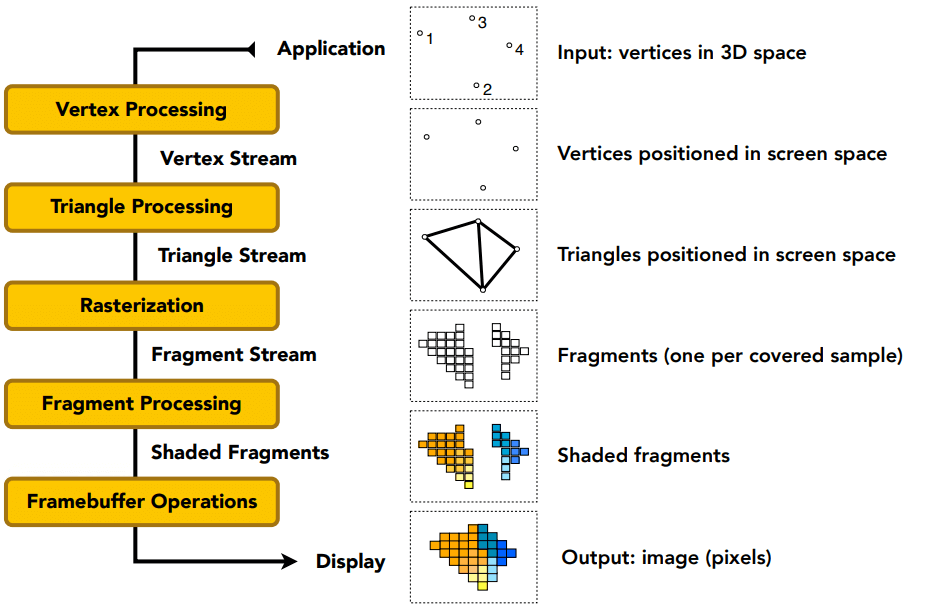 Application
Vertex Processing
Vertex Stream
Triangle Processing
Triangle Stream
Rasterization
Fragment Stream
Fragment Processing
Shaded Fragments
Framebuffer Operations
Display
1
3
4
2
Input: vertices in 3D space
Vertices positioned in screen space
Triangles positioned in screen space
Fragments (one per covered sample)
Shaded fragments
Output: image (pixels)